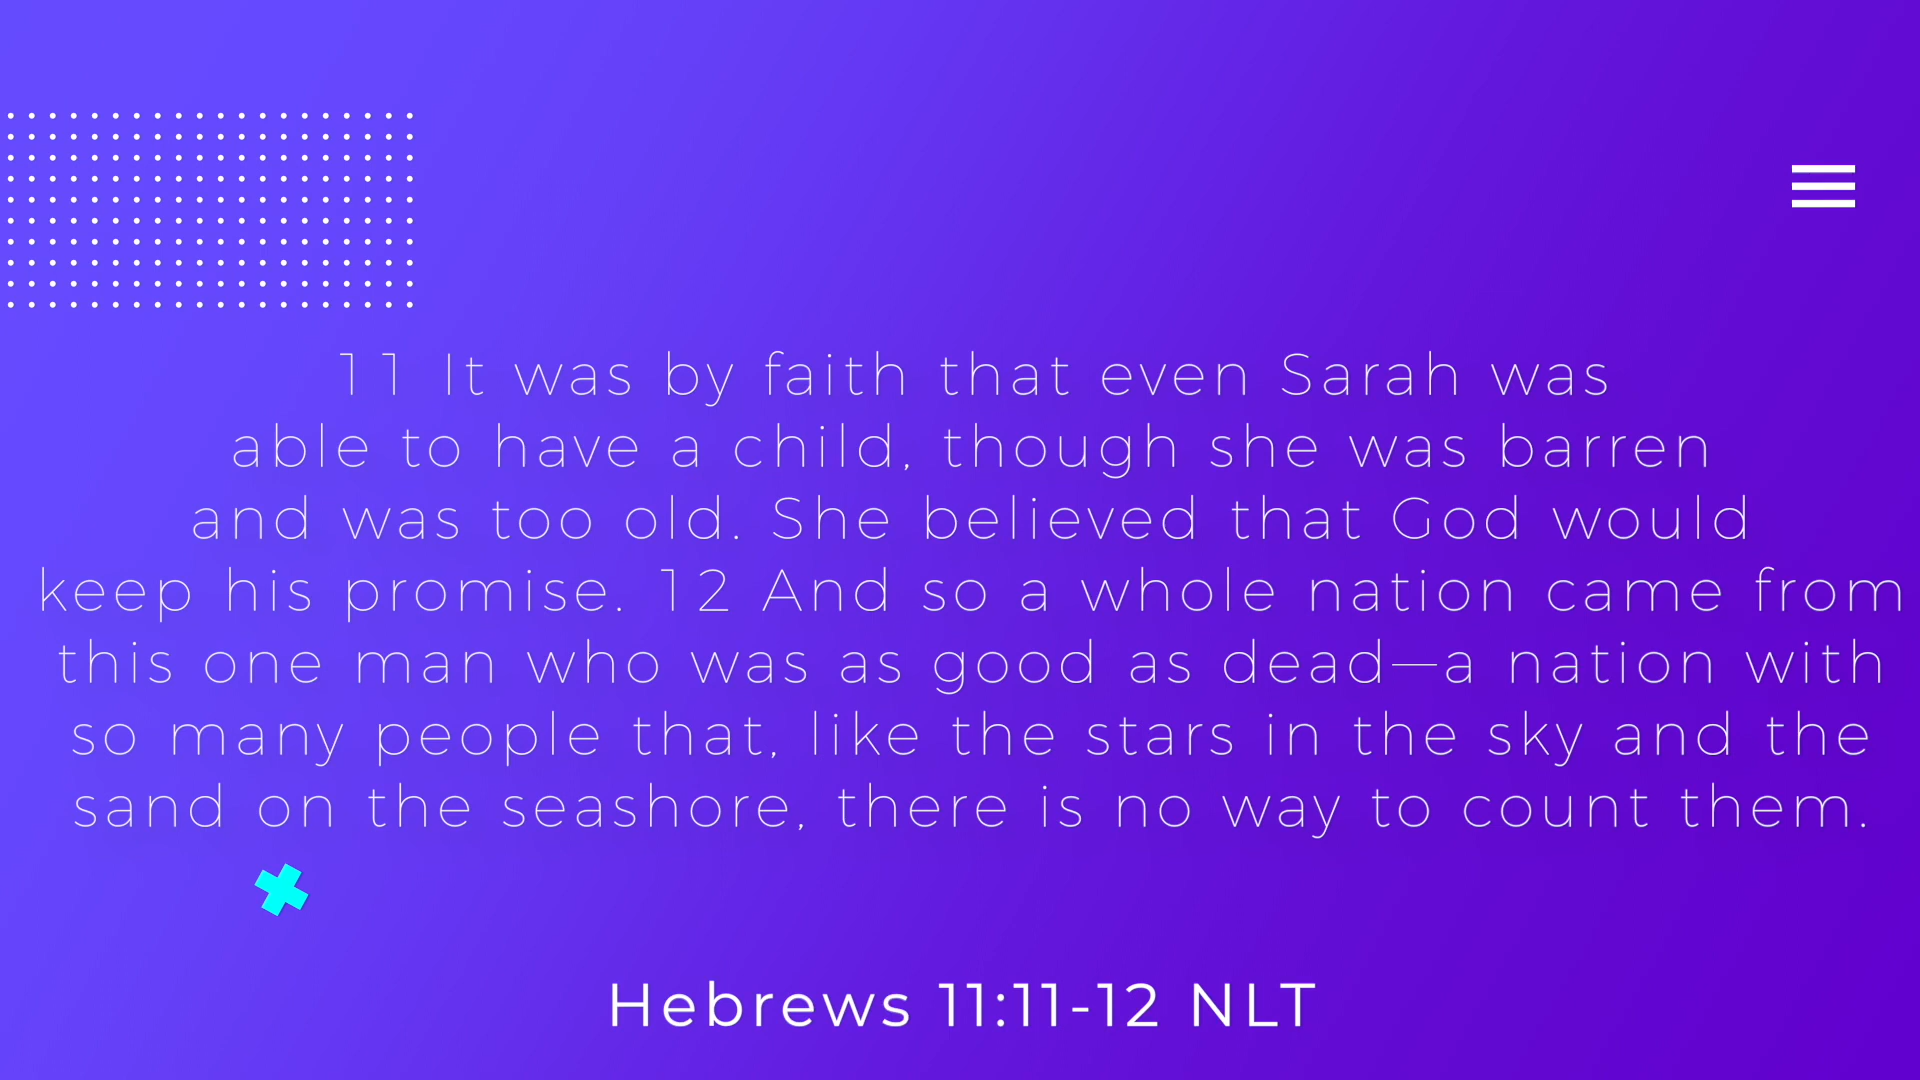 11 It was by faith that even Sarah was
able to have a child, though she was barren
and was too old. She believed that God would
keep his promise. 12 And so a whole nation came from
this one man who was as good as dead—a nation with
so many people that, like the stars in the sky and the
sand on the seashore, there is no way to count them.
Hebrews 11:11-12 NLT